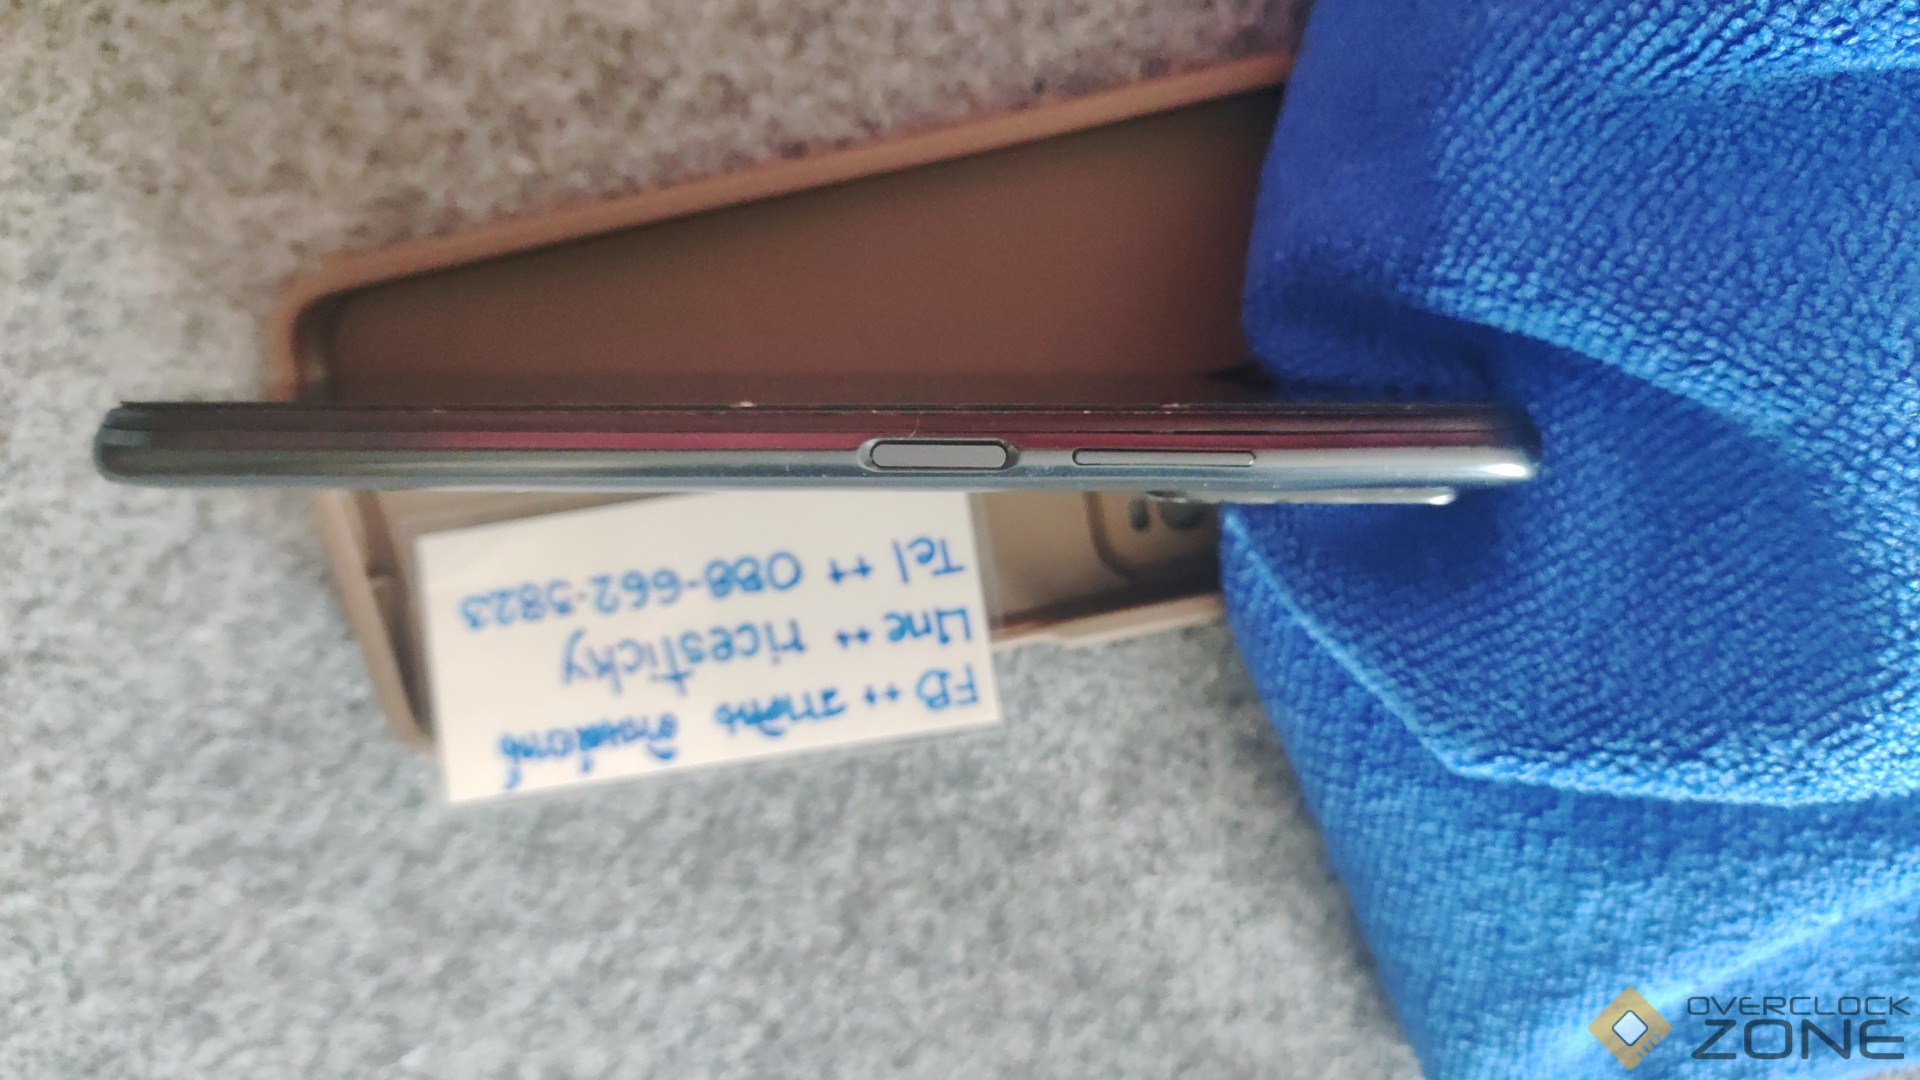 Tel ++ 088-662-5823
Line ++ ricesticky
FB ++
OVERCLOCK
ZONE